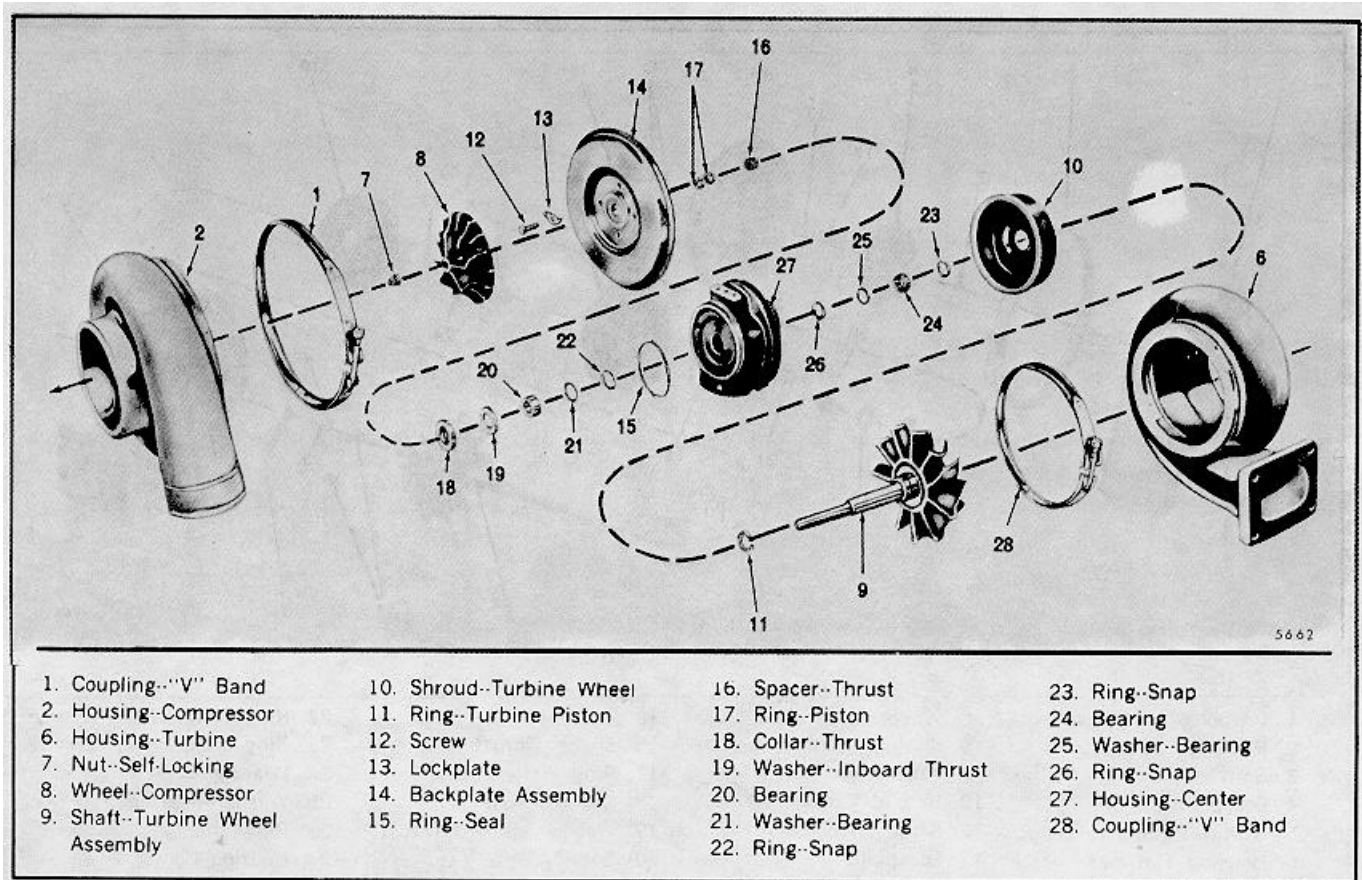 16
17
14
13
12
8
7
1
2
10
23
25
27
6
24
26
22
20
15
21
19
18
28
9
11
5662
1. Coupling--"V" Band
2. Housing--Compressor
6. Housing--Turbine
7. Nut--Self-Locking
8. Wheel--Compressor
9. Shaft--Turbine Wheel
Assembly
10. Shroud--Turbine Wheel
11. Ring--Turbine Piston
12. Screw
13. Lockplate
14. Backplate Assembly
15. Ring--Seal
16. Spacer--Thrust
17. Ring--Piston
18. Collar--Thrust
19. Washer--Inboard Thrust
20. Bearing
21. Washer--Bearing
22. Ring--Snap
23. Ring--Snap
24. Bearing
25. Washer--Bearing
26. Ring--Snap
27. Housing--Center
28. Coupling--"V" Band